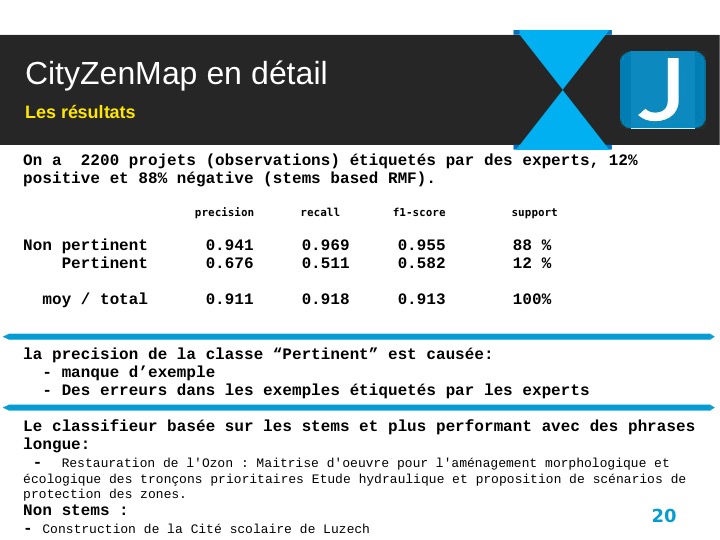 CityZenMap en détail
Les résultats
J
On a  2200 projets (observations) étiquetés par des experts, 12%
positive et 88% négative (stems based RMF).
precision recall f1-score support
Non pertinent 0.941 0.969 0.955 88 %
Pertinent 0.676 0.511 0.582 12 %
moy / total 0.911 0.918 0.913 100%
la precision de la classe “Pertinent” est causée:
- manque d’exemple
- Des erreurs dans les exemples étiquetés par les experts
Le classifieur basée sur les stems et plus performant avec des phrases
longue:
- Restauration de l'Ozon : Maitrise d'oeuvre pour l'aménagement morphologique et
écologique des tronçons prioritaires Etude hydraulique et proposition de scénarios de
protection des zones.
Non stems :
- Construction de la Cité scolaire de Luzech
20